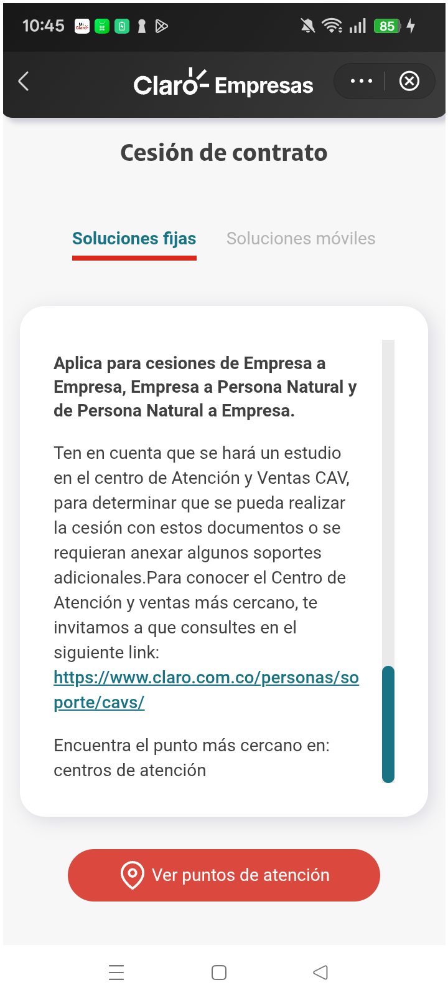 10:45
Mi Claro
85
Claro Empresas
Cesión de contrato
Soluciones fijas
Soluciones móviles
Aplica para cesiones de Empresa a
Empresa, Empresa a Persona Natural y
de Persona Natural a Empresa.
Ten en cuenta que se hará un estudio
en el centro de Atención y Ventas CAV,
para determinar que se pueda realizar
la cesión con estos documentos o se
requieran anexar algunos soportes
adicionales.Para conocer el Centro de
Atención y ventas más cercano, te
invitamos a que consultes en el
siguiente link:
https://www.claro.com.co/personas/so
porte/cavs/
Encuentra el punto más cercano en:
centros de atención
Ver puntos de atención